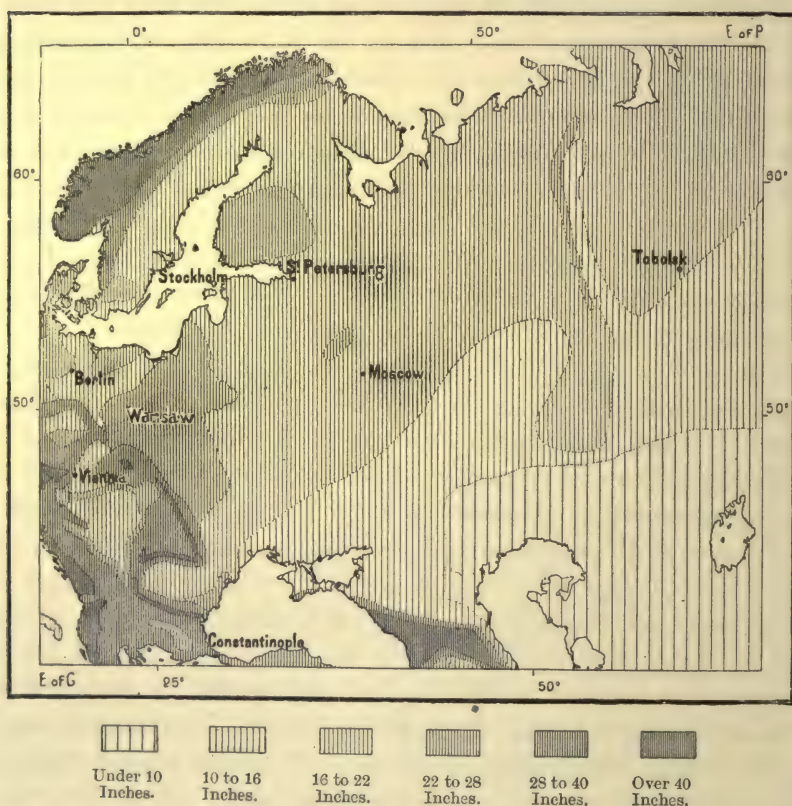 0° 50° E of P
60° 60°
Tobolsk
Stockholm St Petersburg
Berlin Moscow
50° 50°
Warsaw
Vienna
Constantinople
E of G 25° 50°
Under 10 10 to 16 16 to 22 22 to 28 28 to 40 Over 40
Inches. Inches. Inches. Inches. Inches. Inches.